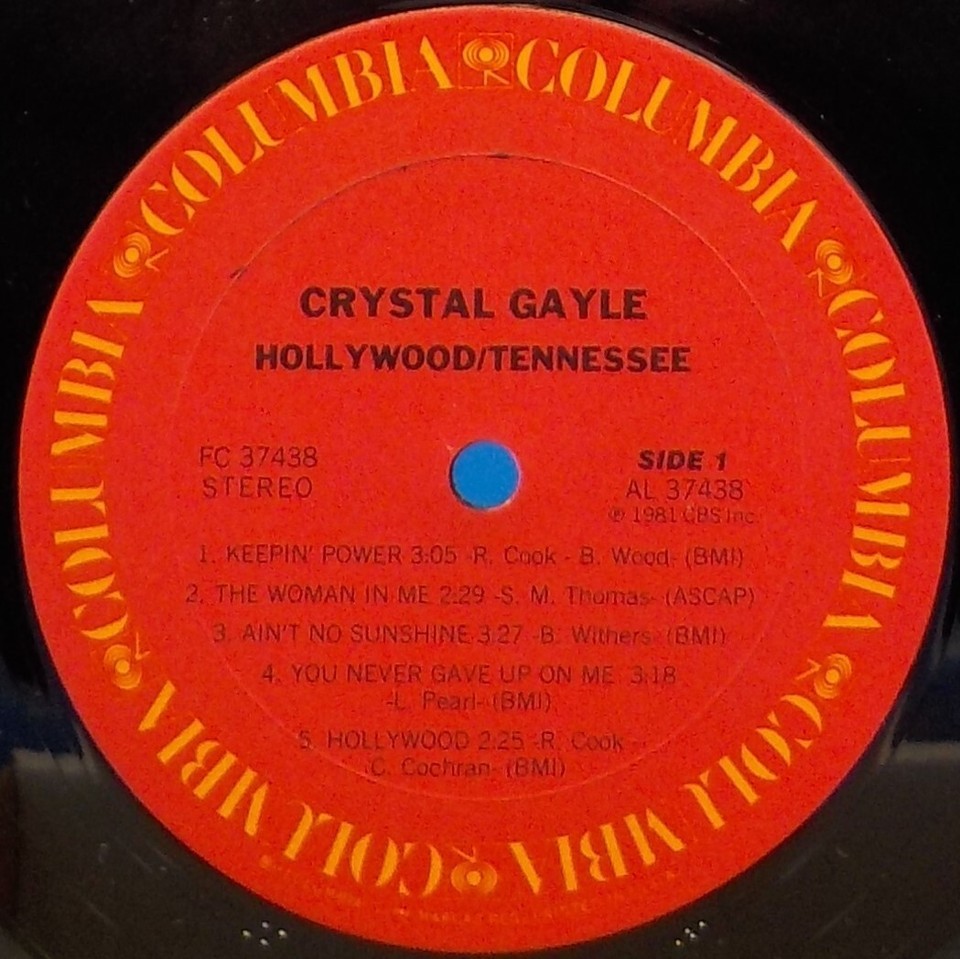 COLUMBIA COLUMBIA COLUMBIA COLUMBIA COLUMBIA COLUMBIA COLUMBIA
CRYSTAL GAYLE
HOLLYWOOD/TENNESSEE
FC 37438
STEREO
SIDE 1
AL 37438
℗ 1981 CBS Inc.
1. KEEPIN' POWER 3:05 -R. Cook - B. Wood- (BMI)
2. THE WOMAN IN ME 2:29 -S. M. Thomas- (ASCAP)
3. AIN'T NO SUNSHINE 3:27 -B. Withers- (BMI)
4. YOU NEVER GAVE UP ON ME 3:18
-L. Pearl- (BMI)
5. HOLLYWOOD 2:25 -R. Cook -
C. Cochran- (BMI)